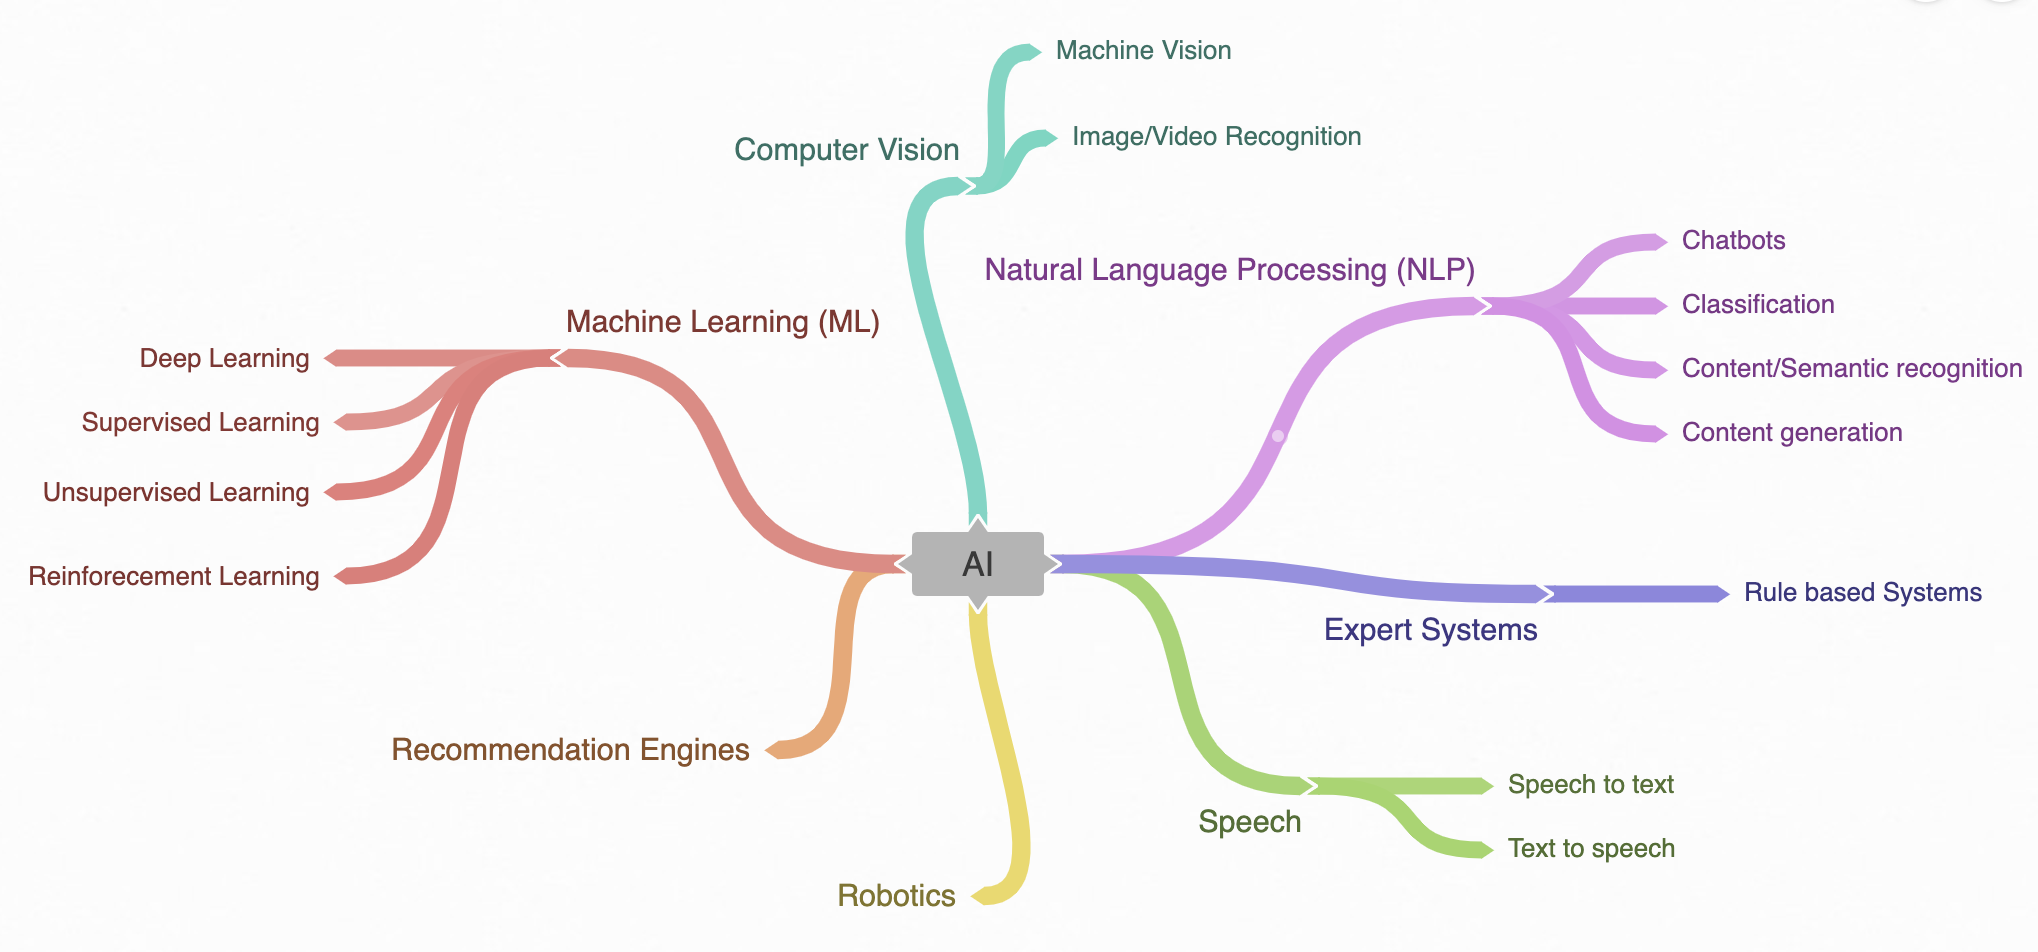 Machine Vision
Image/Video Recognition
Computer Vision
Natural Language Processing (NLP)
Chatbots
Classification
Content/Semantic recognition
Content generation
Machine Learning (ML)
Deep Learning
Supervised Learning
Unsupervised Learning
Reinforecement Learning
AI
Rule based Systems
Expert Systems
Recommendation Engines
Speech
Speech to text
Text to speech
Robotics